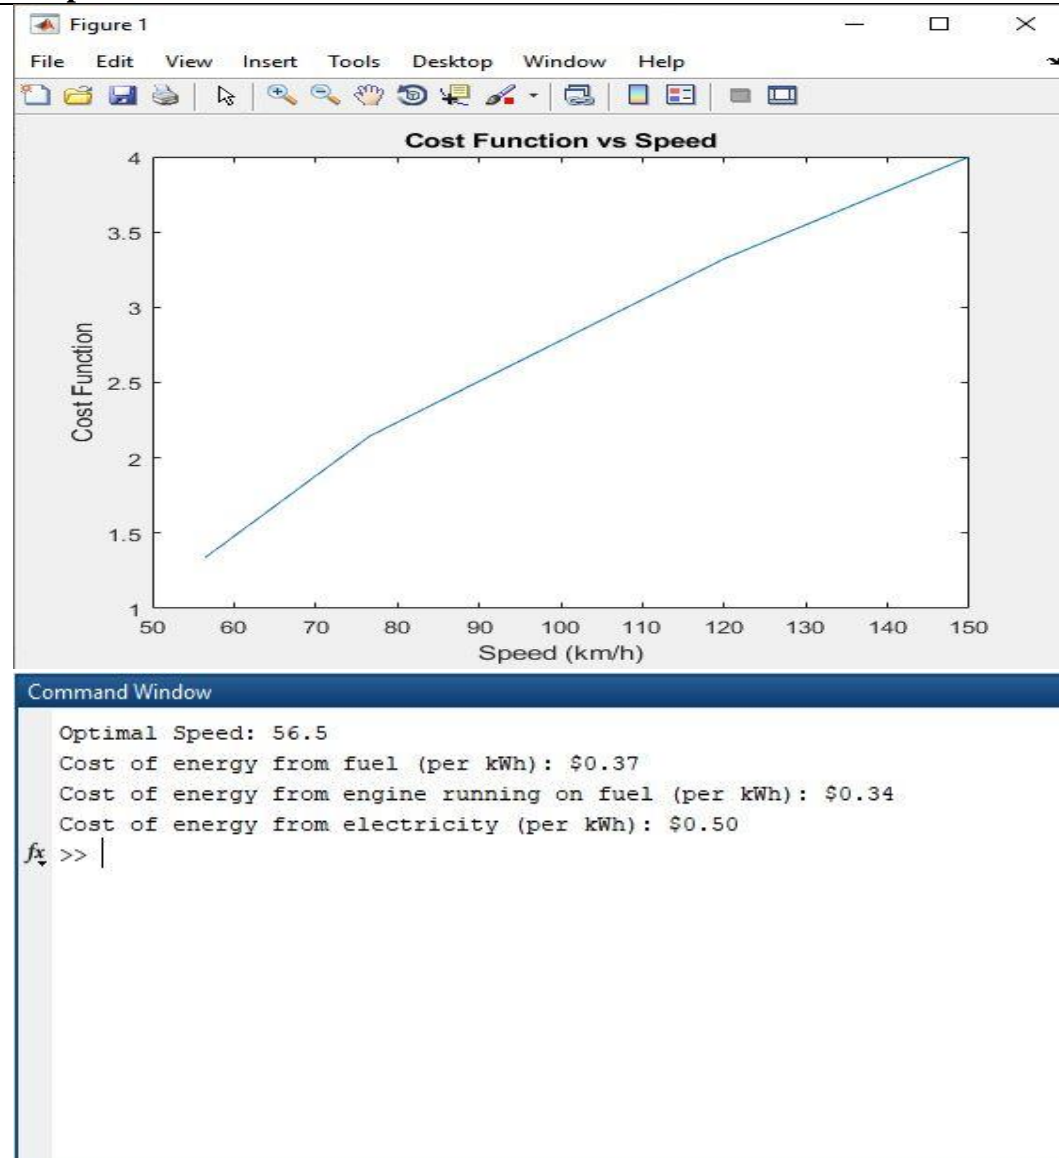 Figure 1
File Edit View Insert Tools Desktop Window Help
Cost Function vs Speed
4
3.5
3
2.5
2
1.5
1
Cost Function
50 60 70 80 90 100 110 120 130 140 150
Speed (km/h)
Command Window
Optimal Speed: 56.5
Cost of energy from fuel (per kWh): $0.37
Cost of energy from engine running on fuel (per kWh): $0.34
Cost of energy from electricity (per kWh): $0.50
fx >>